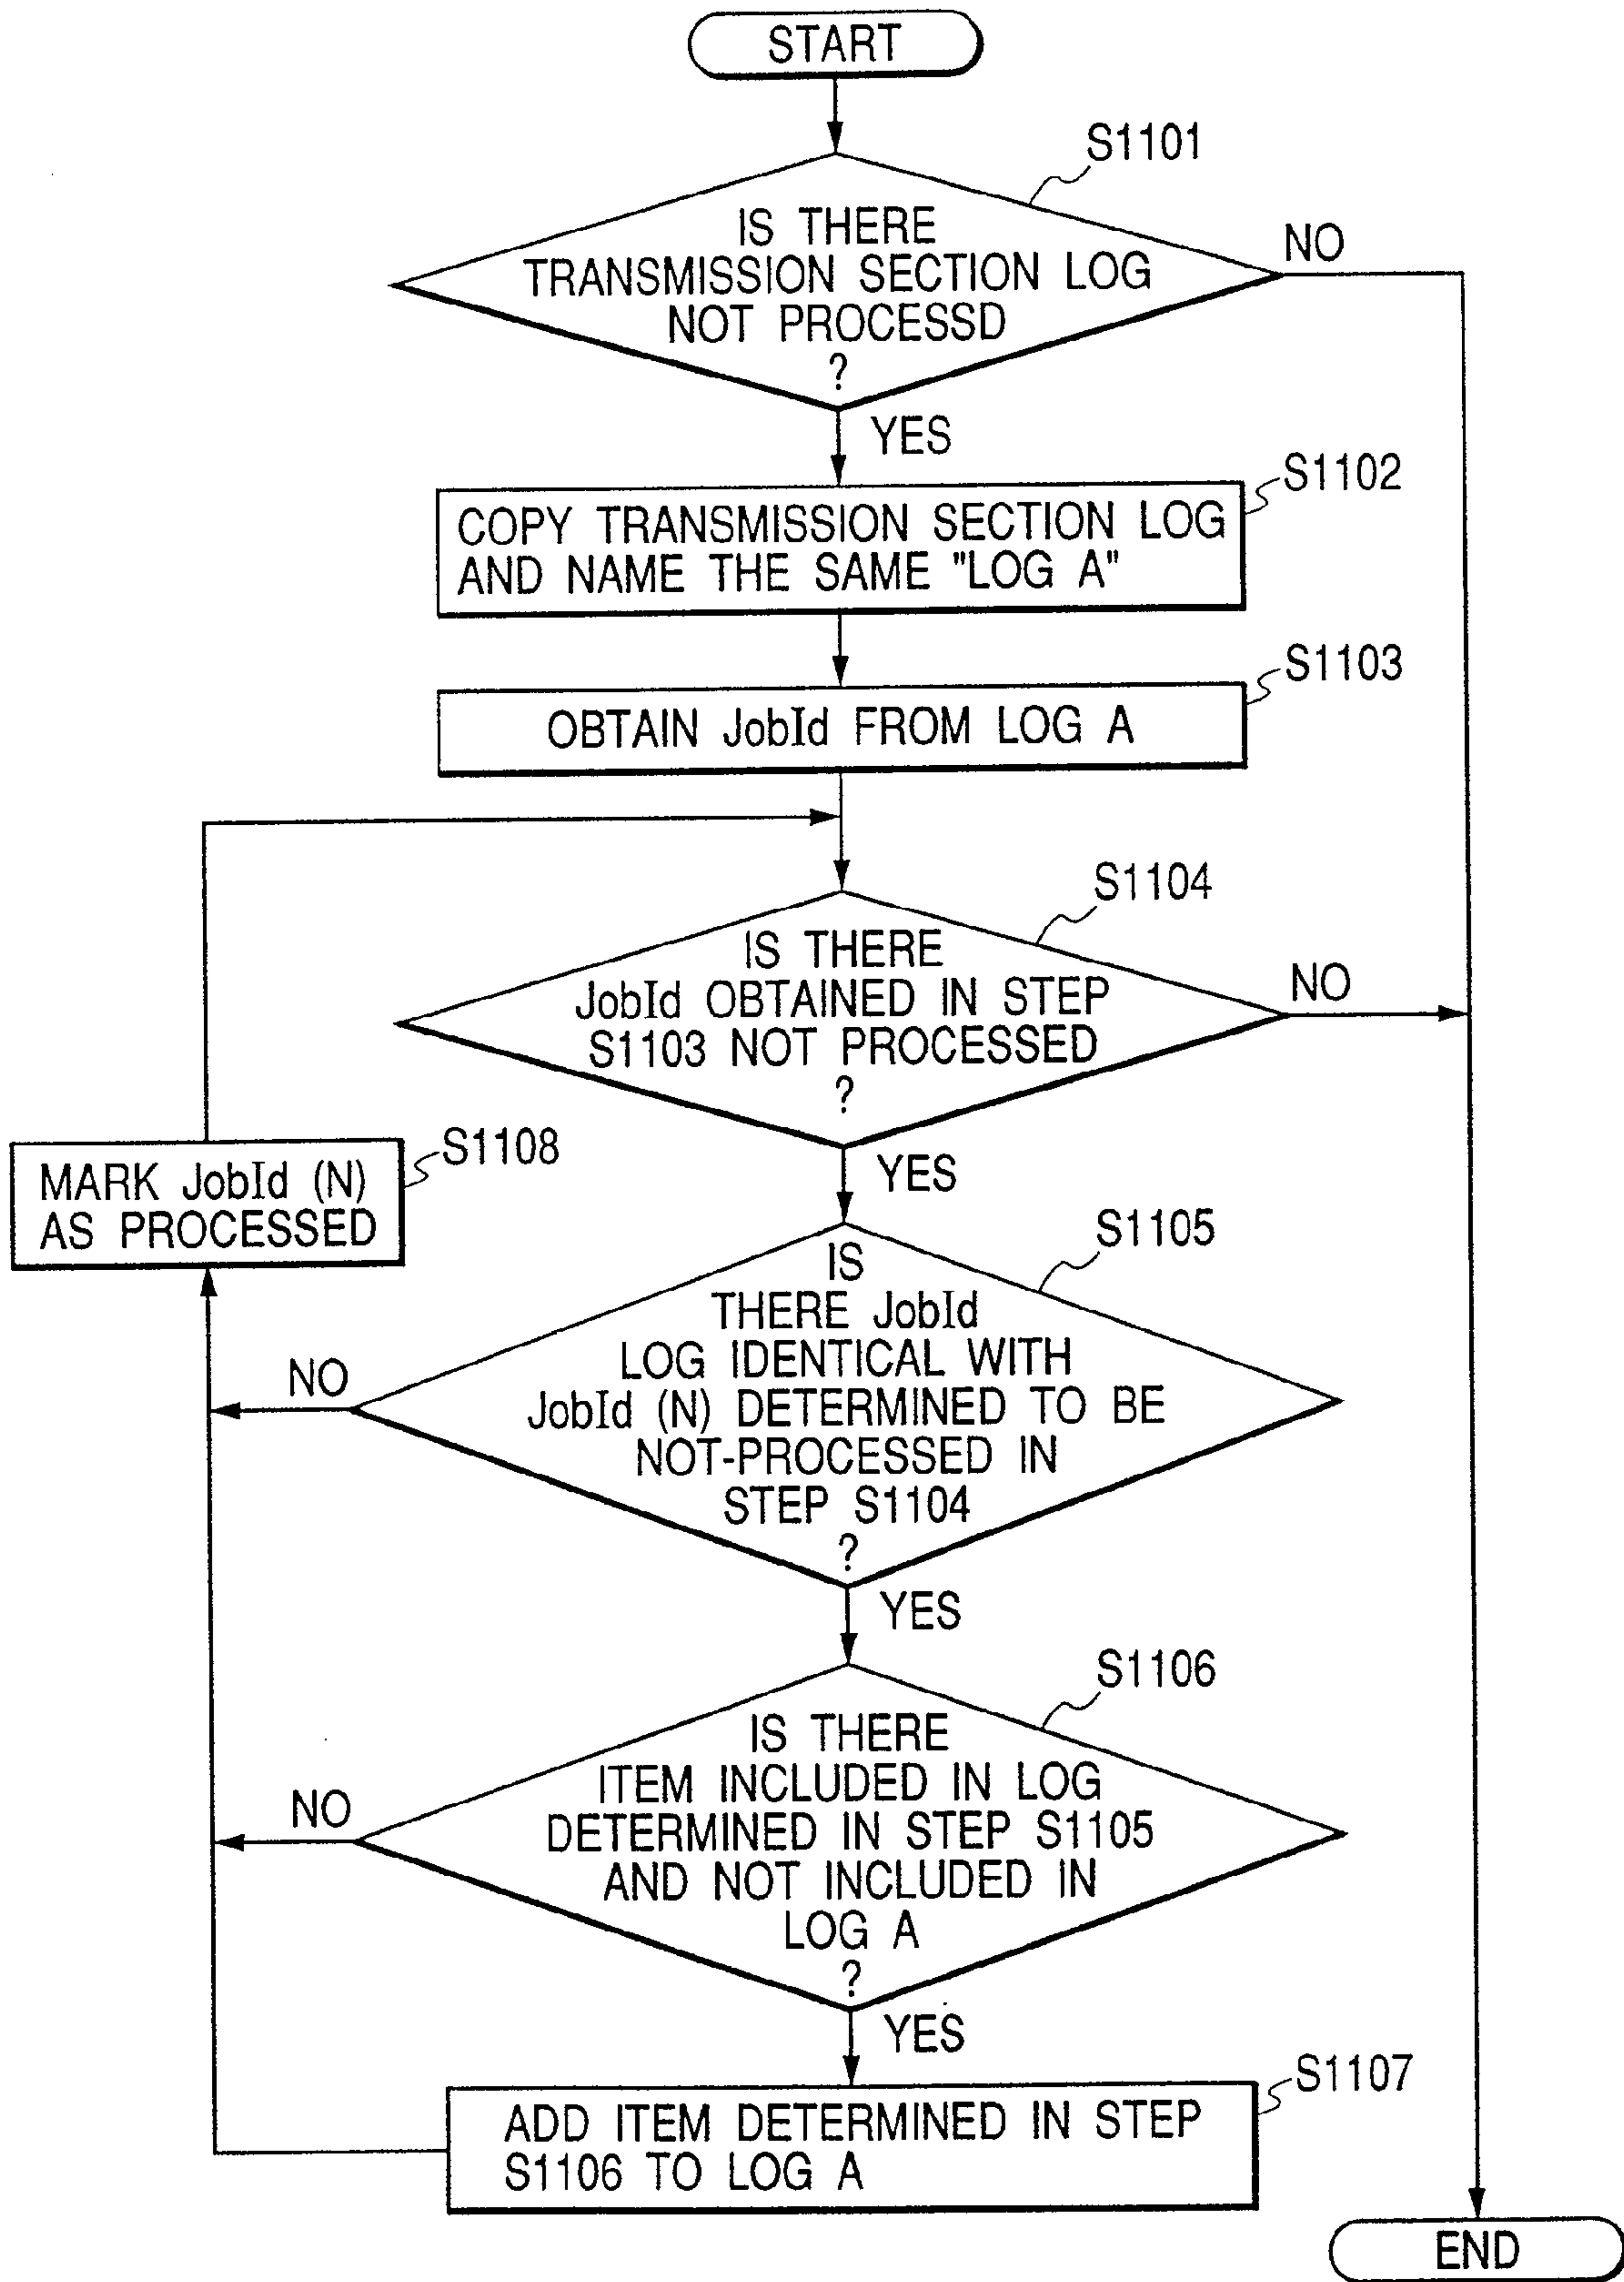 START
S1101
IS THERE
TRANSMISSION SECTION LOG
NOT PROCESSD
?
NO
YES
S1102
COPY TRANSMISSION SECTION LOG
AND NAME THE SAME "LOG A"
S1103
OBTAIN JobId FROM LOG A
S1104
IS THERE
JobId OBTAINED IN STEP
S1103 NOT PROCESSED
?
NO
YES
S1108
MARK JobId (N)
AS PROCESSED
S1105
IS
THERE JobId
LOG IDENTICAL WITH
JobId (N) DETERMINED TO BE
NOT-PROCESSED IN
STEP S1104
?
NO
YES
S1106
IS THERE
ITEM INCLUDED IN LOG
DETERMINED IN STEP S1105
AND NOT INCLUDED IN
LOG A
?
NO
YES
S1107
ADD ITEM DETERMINED IN STEP
S1106 TO LOG A
END